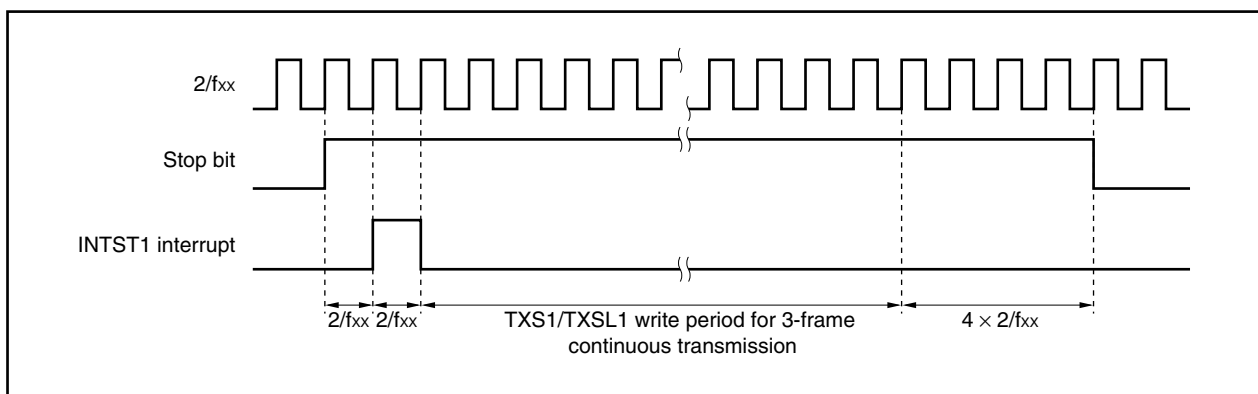 2/fxx
Stop bit
INTST1 interrupt
2/fxx 2/fxx TXS1/TXSL1 write period for 3-frame 4 × 2/fxx
continuous transmission